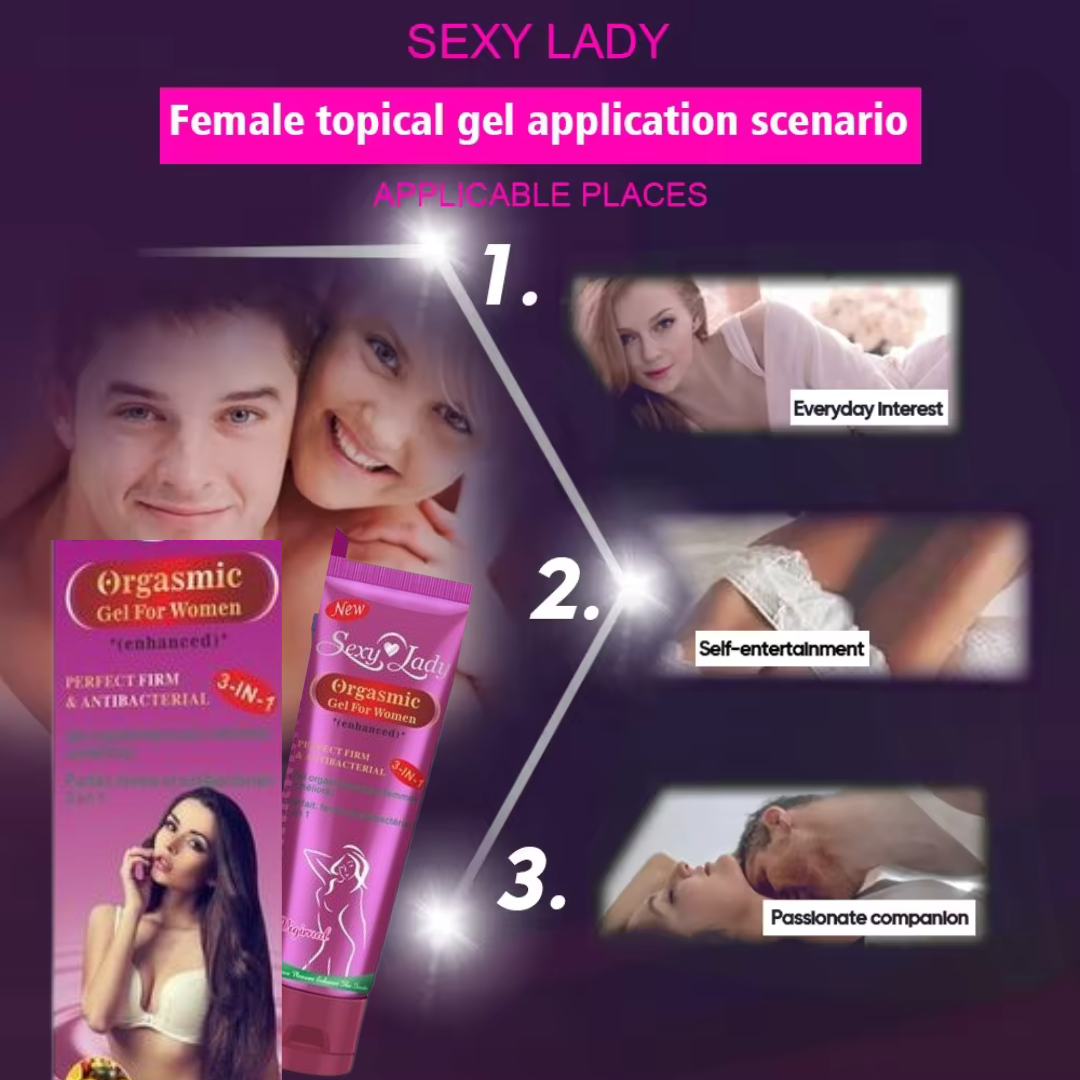 SEXY LADY
Female topical gel application scenario
APPLICABLE PLACES
1.
Everyday Interest
2.
Self-entertainment
3.
Passionate companion
Orgasmic
Gel For Women
*(enhanced)*
PERFECT FIRM
& ANTIBACTERIAL
3-IN-1
New
Sexy Lady
Orgasmic
Gel For Women
*(enhanced)*
PERFECT FIRM
& ANTIBACTERIAL
3-IN-1